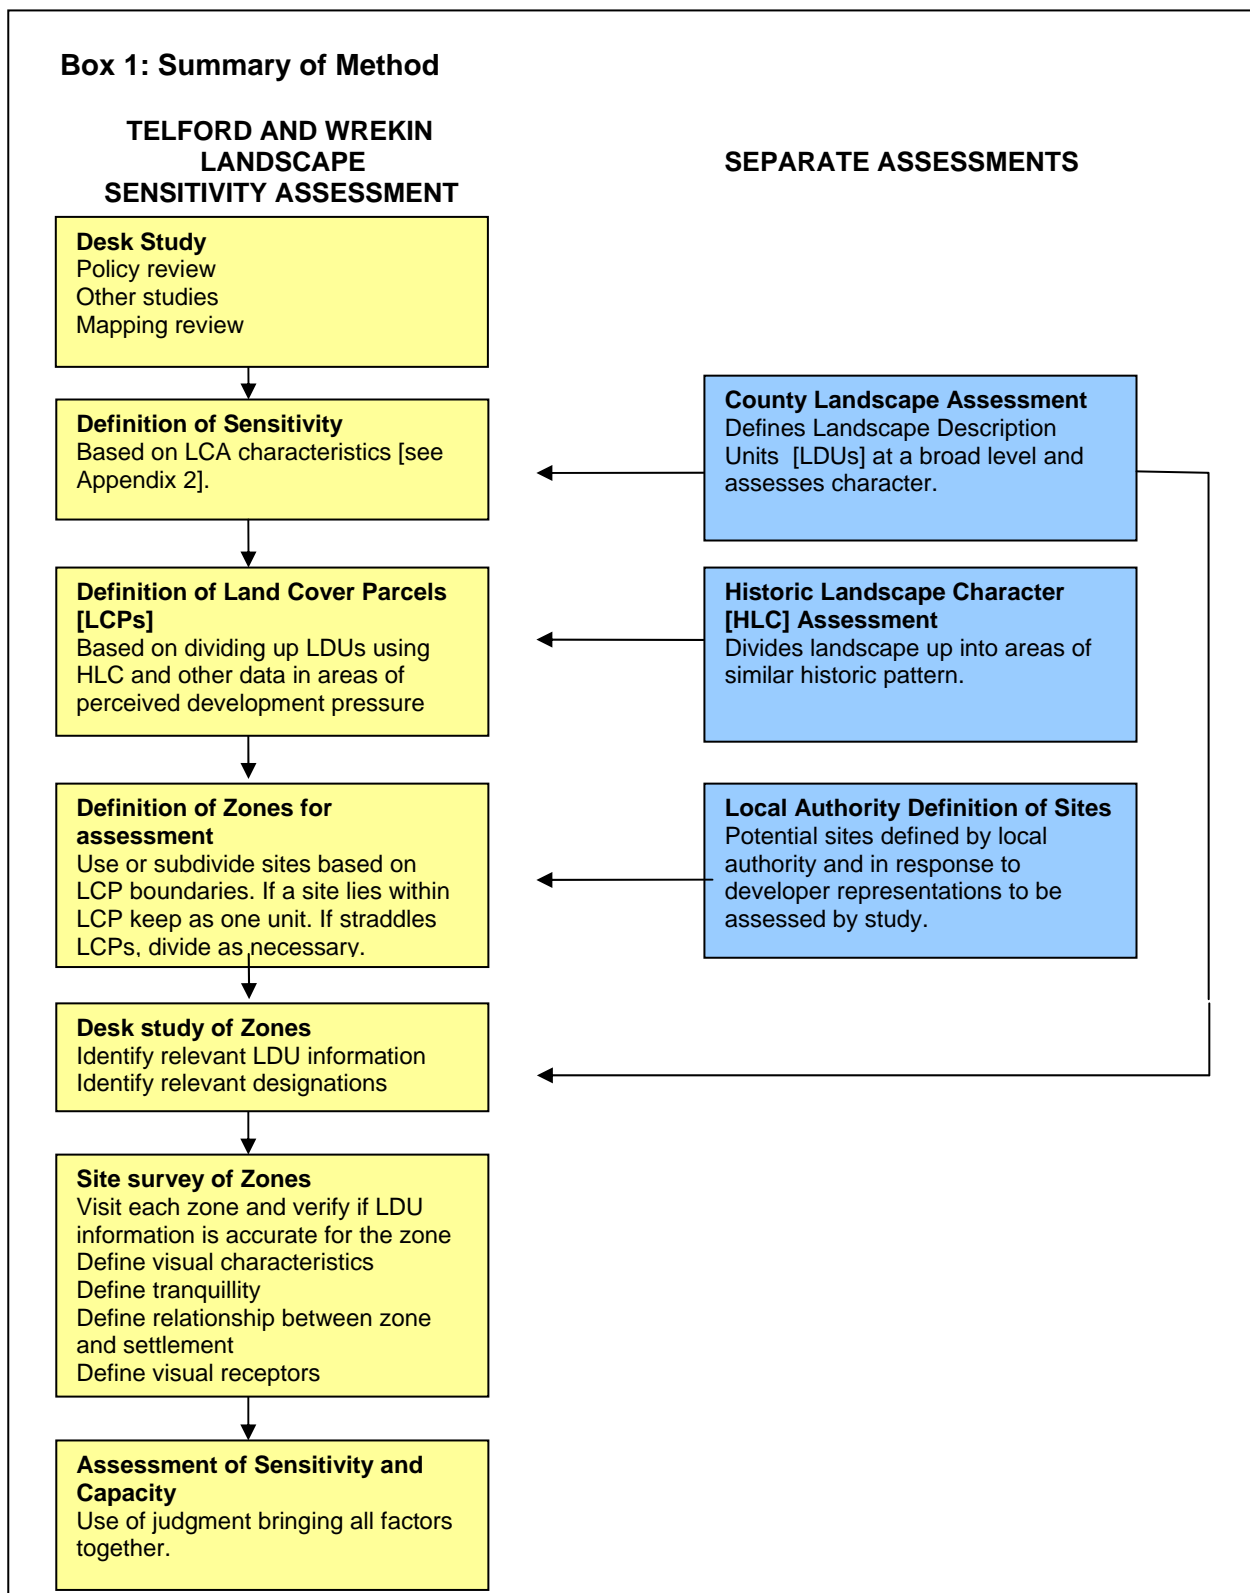 Box 1: Summary of Method
TELFORD AND WREKIN
LANDSCAPE
SENSITIVITY ASSESSMENT
SEPARATE ASSESSMENTS
Desk Study
Policy review
Other studies
Mapping review
Definition of Sensitivity
Based on LCA characteristics [see
Appendix 2].
County Landscape Assessment
Defines Landscape Description
Units [LDUs] at a broad level and
assesses character.
Definition of Land Cover Parcels
[LCPs]
Based on dividing up LDUs using
HLC and other data in areas of
perceived development pressure
Historic Landscape Character
[HLC] Assessment
Divides landscape up into areas of
similar historic pattern.
Definition of Zones for
assessment
Use or subdivide sites based on
LCP boundaries. If a site lies within
LCP keep as one unit. If straddles
LCPs, divide as necessary.
Local Authority Definition of Sites
Potential sites defined by local
authority and in response to
developer representations to be
assessed by study.
Desk study of Zones
Identify relevant LDU information
Identify relevant designations
Site survey of Zones
Visit each zone and verify if LDU
information is accurate for the zone
Define visual characteristics
Define tranquillity
Define relationship between zone
and settlement
Define visual receptors
Assessment of Sensitivity and
Capacity
Use of judgment bringing all factors
together.